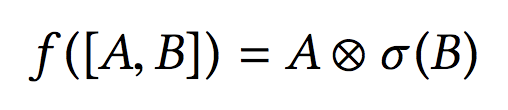 f([A, B]) = A ⊗ σ(B)